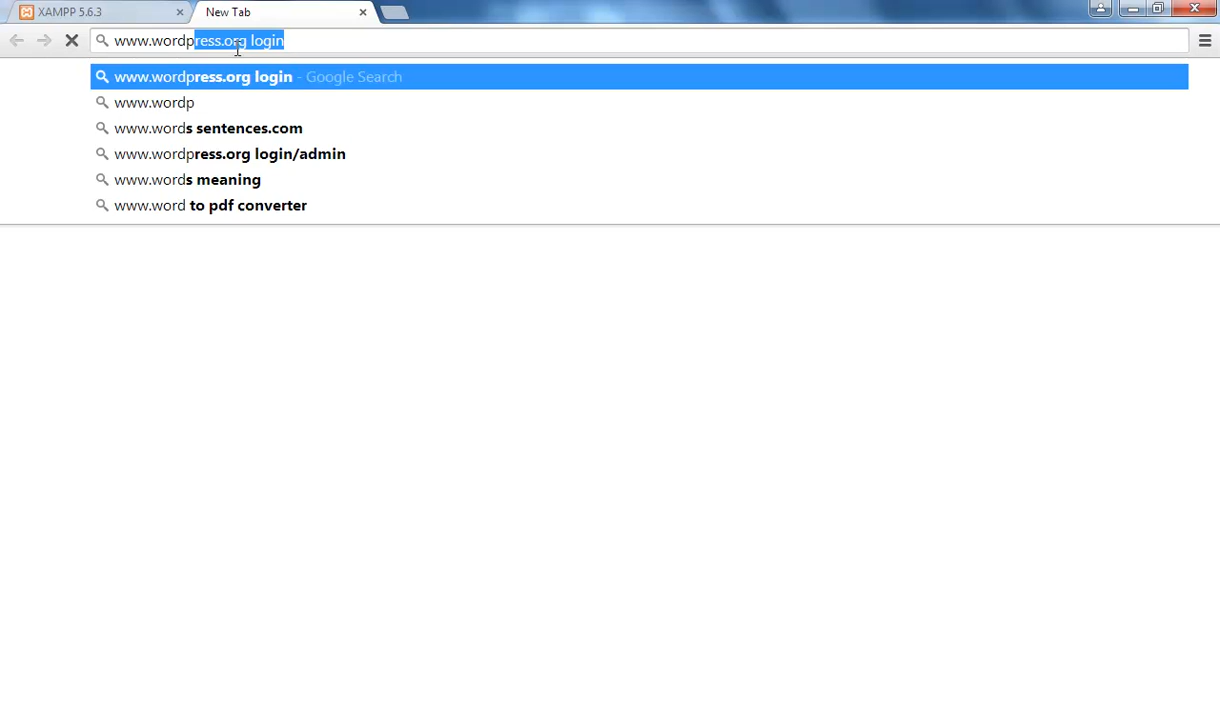 XAMPP 5.6.3
New Tab
www.wordpress.org login
www.wordpress.org login - Google Search
www.wordp
www.words sentences.com
www.wordpress.org login/admin
www.words meaning
www.word to pdf converter